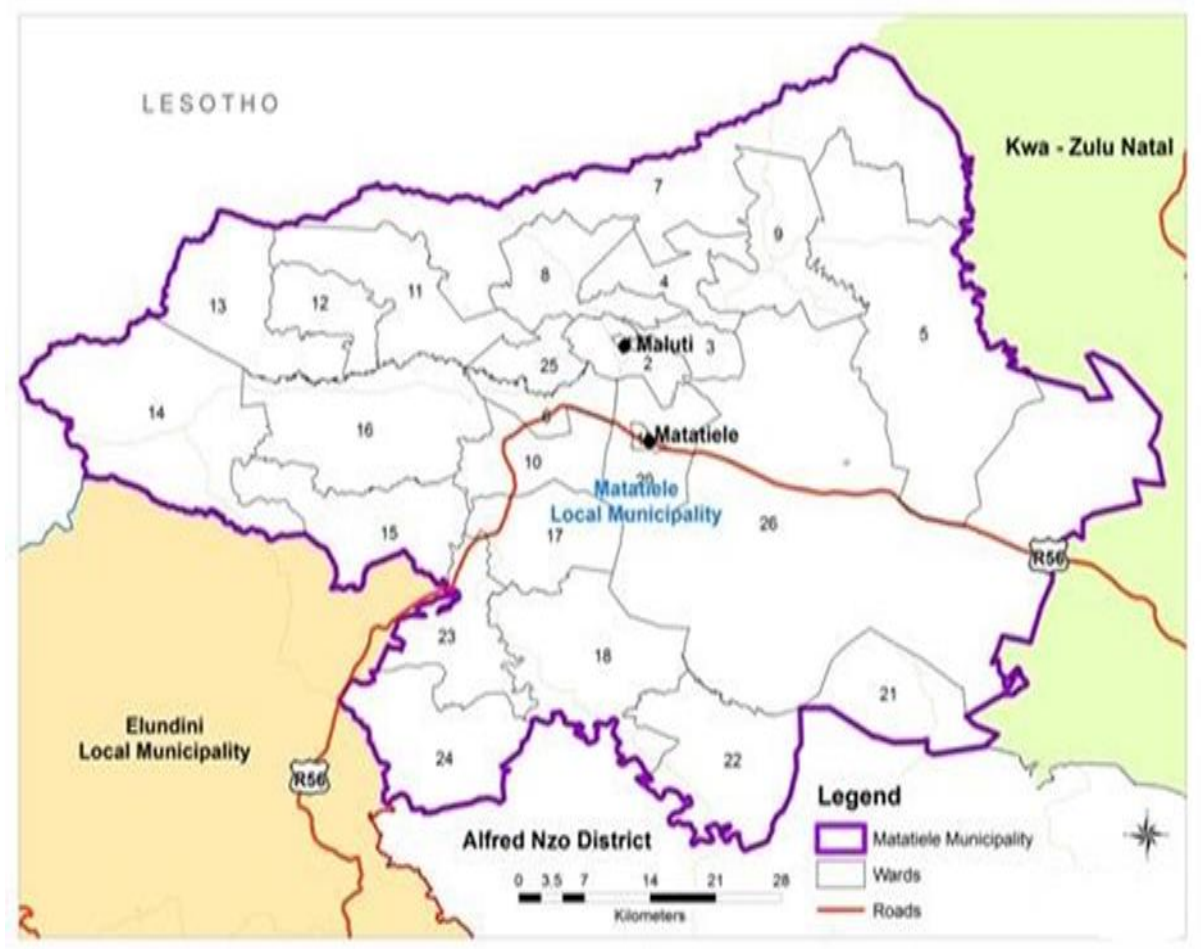 LESOTHO
Kwa - Zulu Natal
7
9
8
4
13
12
11
5
25
Maluti
2
3
14
16
6
Matatiele
10
20
Matatiele
Local Municipality
26
15
17
23
18
21
24
22
R56
Elundini
Local Municipality
R56
Alfred Nzo District
0 3.5 7 14 21 28
Kilometers
Legend
Matatiele Municipality
Wards
Roads